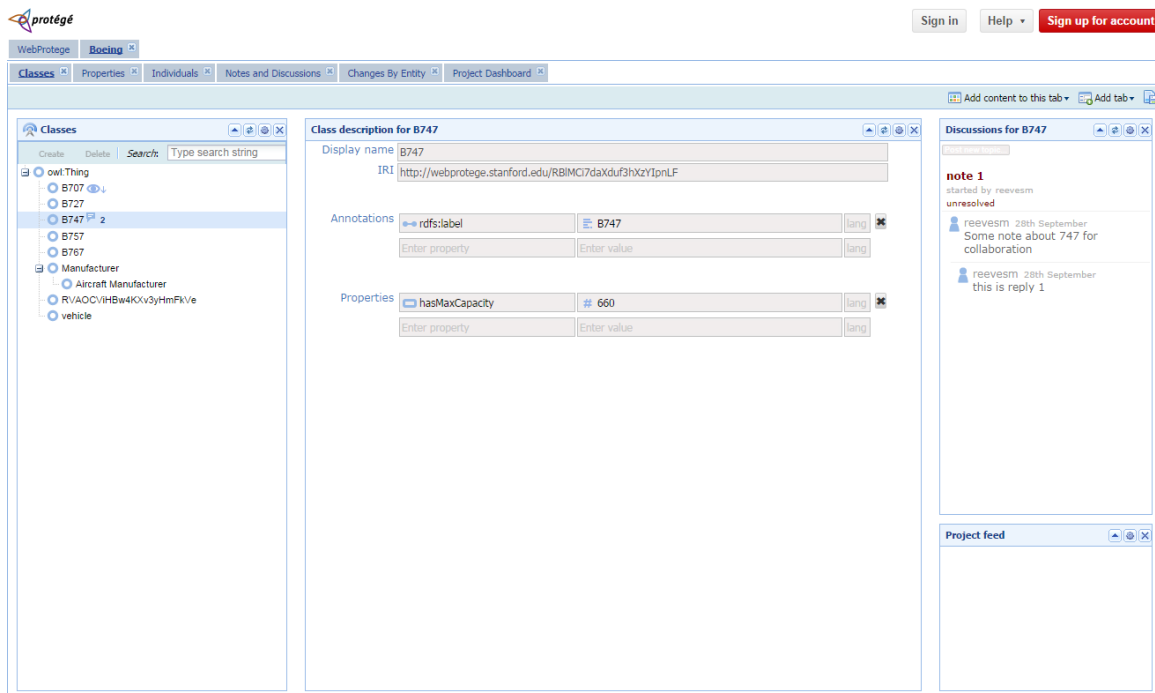 protégé
Sign in
Help
Sign up for account
WebProtege
Boeing
Classes
Properties
Individuals
Notes and Discussions
Changes By Entity
Project Dashboard
Add content to this tab
Add tab
Classes
Create Delete Search: Type search string
owl:Thing
B707
B727
B747 2
B757
B767
Manufacturer
Aircraft Manufacturer
RVAOCViHBw4KXv3yHmFkVe
vehicle
Class description for B747
Display name B747
IRI http://webprotege.stanford.edu/RBlMCi7daXduf3hXzYIpnLF
Annotations rdfs:label B747 lang
Enter property Enter value lang
Properties hasMaxCapacity # 660 lang
Enter property Enter value lang
Discussions for B747
Post new topic...
note 1
started by reevesm
unresolved
reevesm 28th September
Some note about 747 for
collaboration
reevesm 28th September
this is reply 1
Project feed